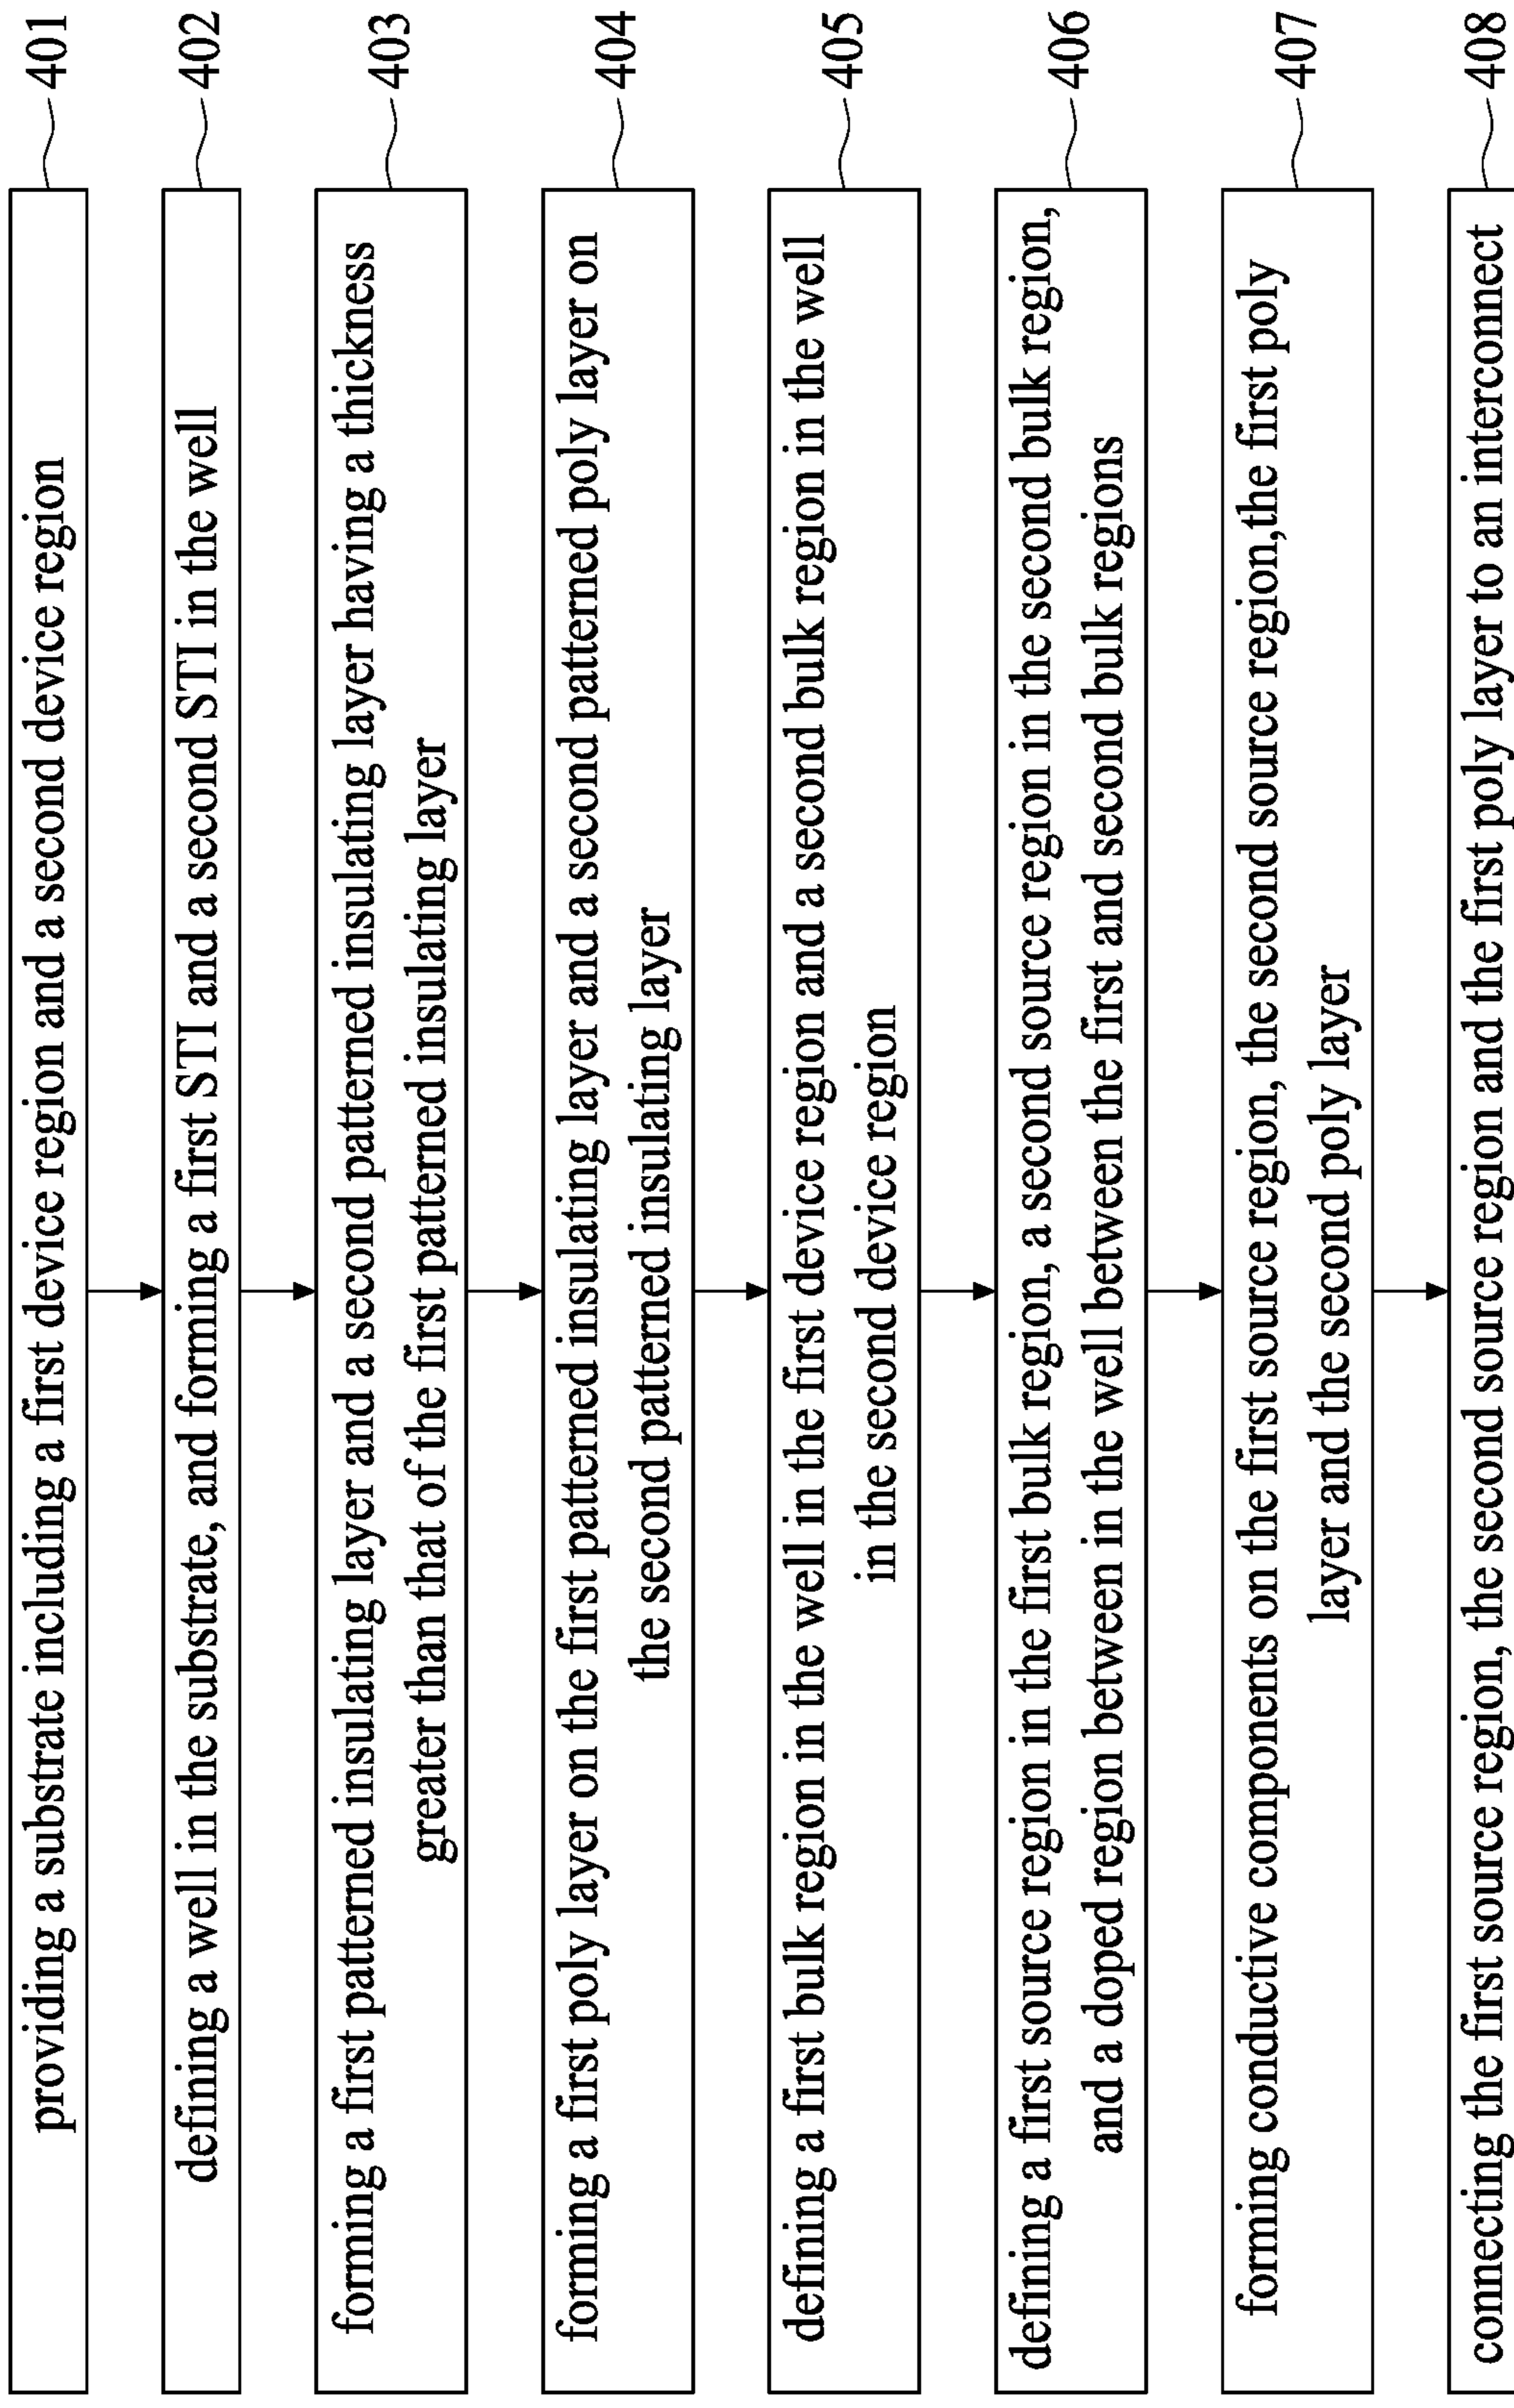 providing a substrate including a first device region and a second device region
401
defining a well in the substrate, and forming a first STI and a second STI in the well
402
forming a first patterned insulating layer and a second patterned insulating layer having a thickness
greater than that of the first patterned insulating layer
403
forming a first poly layer on the first patterned insulating layer and a second patterned poly layer on
the second patterned insulating layer
404
defining a first bulk region in the well in the first device region and a second bulk region in the well
in the second device region
405
defining a first source region in the first bulk region, a second source region in the second bulk region,
and a doped region between in the well between the first and second bulk regions
406
forming conductive components on the first source region, the second source region,the first poly
layer and the second poly layer
407
connecting the first source region, the second source region and the first poly layer to an interconnect
408